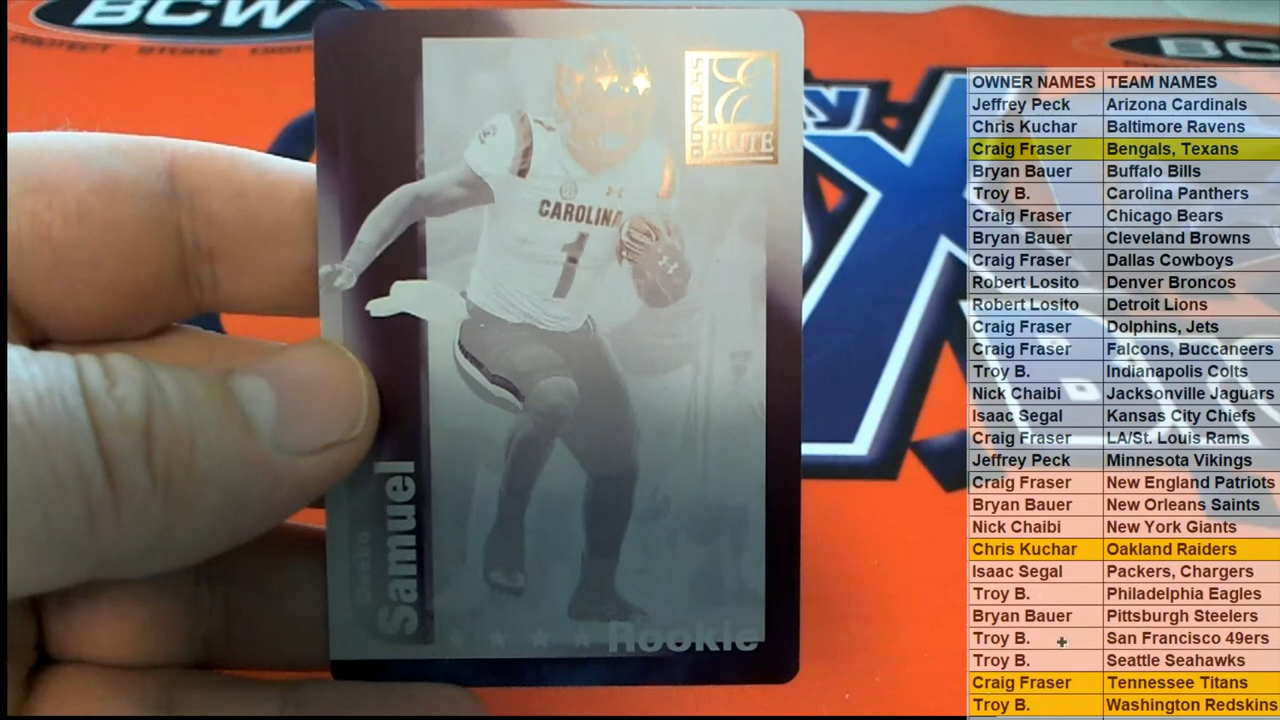 BCW
PROTECT STORE
BCW
DONRUSS
ELITE
CAROLINA
1
Deebo
Samuel
Rookie
OWNER NAMES TEAM NAMES
Jeffrey Peck Arizona Cardinals
Chris Kuchar Baltimore Ravens
Craig Fraser Bengals, Texans
Bryan Bauer Buffalo Bills
Troy B. Carolina Panthers
Craig Fraser Chicago Bears
Bryan Bauer Cleveland Browns
Craig Fraser Dallas Cowboys
Robert Losito Denver Broncos
Robert Losito Detroit Lions
Craig Fraser Dolphins, Jets
Craig Fraser Falcons, Buccaneers
Troy B. Indianapolis Colts
Nick Chaibi Jacksonville Jaguars
Isaac Segal Kansas City Chiefs
Craig Fraser LA/St. Louis Rams
Jeffrey Peck Minnesota Vikings
Craig Fraser New England Patriots
Bryan Bauer New Orleans Saints
Nick Chaibi New York Giants
Chris Kuchar Oakland Raiders
Isaac Segal Packers, Chargers
Troy B. Philadelphia Eagles
Bryan Bauer Pittsburgh Steelers
Troy B. San Francisco 49ers
Troy B. Seattle Seahawks
Craig Fraser Tennessee Titans
Troy B. Washington Redskins